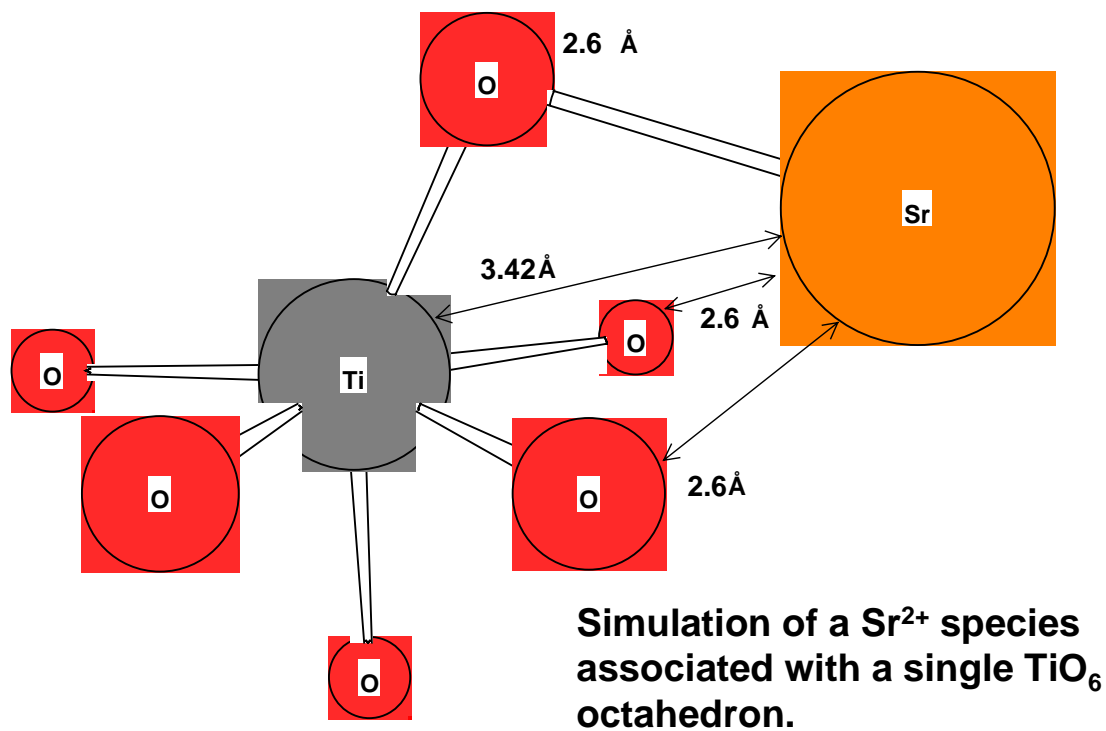 2.6 Å
O
Sr
3.42Å
2.6 Å
O
O
Ti
O
O
2.6Å
O
Simulation of a Sr²⁺ species
associated with a single TiO₆
octahedron.